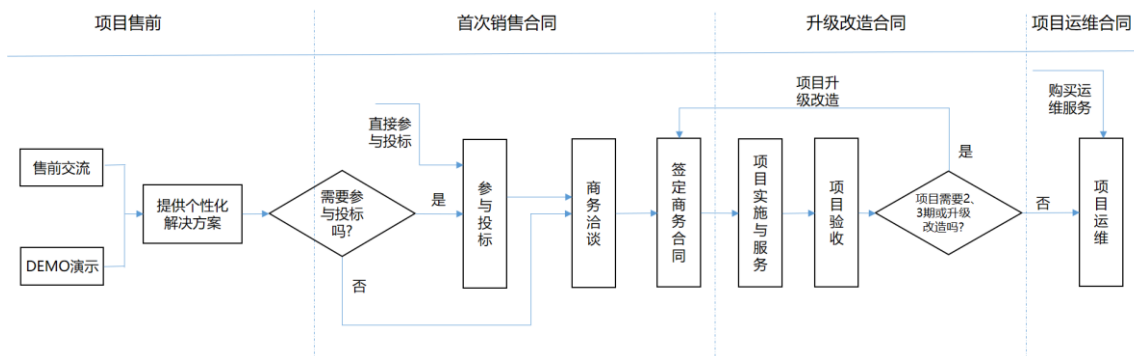 项目售前
首次销售合同
升级改造合同
项目运维合同
售前交流
DEMO演示
提供个性化
解决方案
需要参
与投标
吗?
是
否
直接参
与投标
参与投标
商务洽谈
签定商务合同
项目升
级改造
项目实施与服务
项目验收
项目需要2、
3期或升级
改造吗?
是
否
购买运
维服务
项目运维